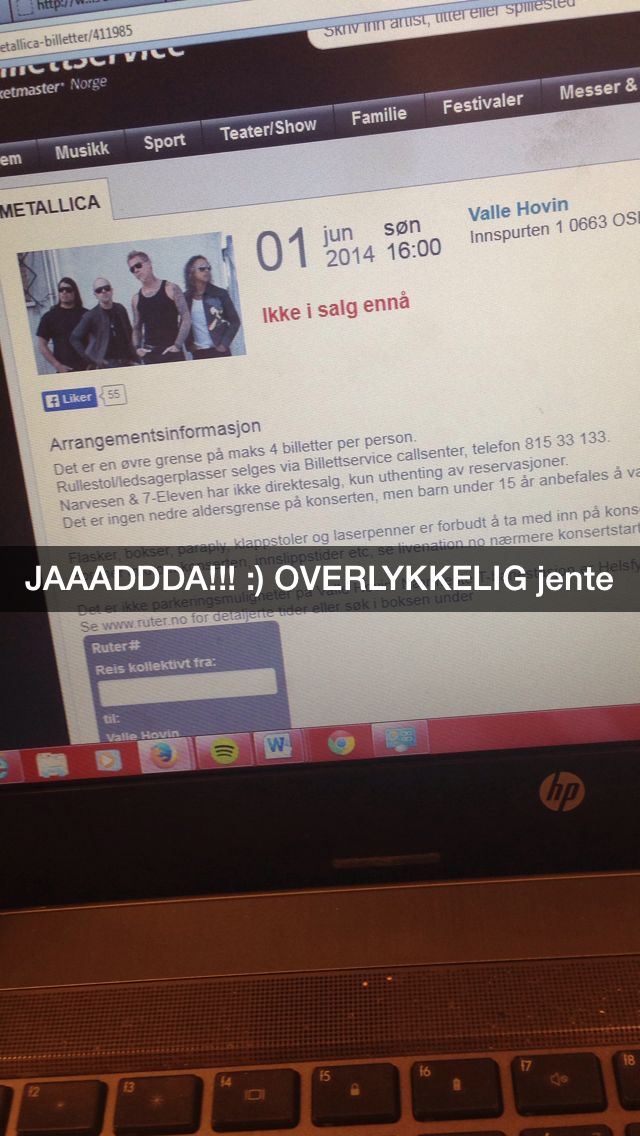 etallica-billetter/411985
Skriv inn artist, tittel eller spillested
ketmaster® Norge
em Musikk Sport Teater/Show Familie Festivaler Messer &
METALLICA
01 jun 2014 søn 16:00
Valle Hovin
Innspurten 1 0663 OSL
Ikke i salg ennå
Liker 55
Arrangementsinformasjon
Det er en øvre grense på maks 4 billetter per person.
Rullestol/ledsagerplasser selges via Billettservice callsenter, telefon 815 33 133.
Narvesen & 7-Eleven har ikke direktesalg, kun uthenting av reservasjoner.
Det er ingen nedre aldersgrense på konserten, men barn under 15 år anbefales å va
Flasker, bokser, paraply, klappstoler og laserpenner er forbudt å ta med inn på kons
konserten, innslippstider etc, se livenation.no nærmere konsertstart
JAAADDDA!!! :) OVERLYKKELIG jente
Det er ikke parkeringsmuligheter på Valle
Helsfy
Se www.ruter.no for detaljerte tider eller søk i boksen under
Ruter#
Reis kollektivt fra:
til:
Valle Hovin
hp
f2 f3 f4 f5 f6 f7 f8